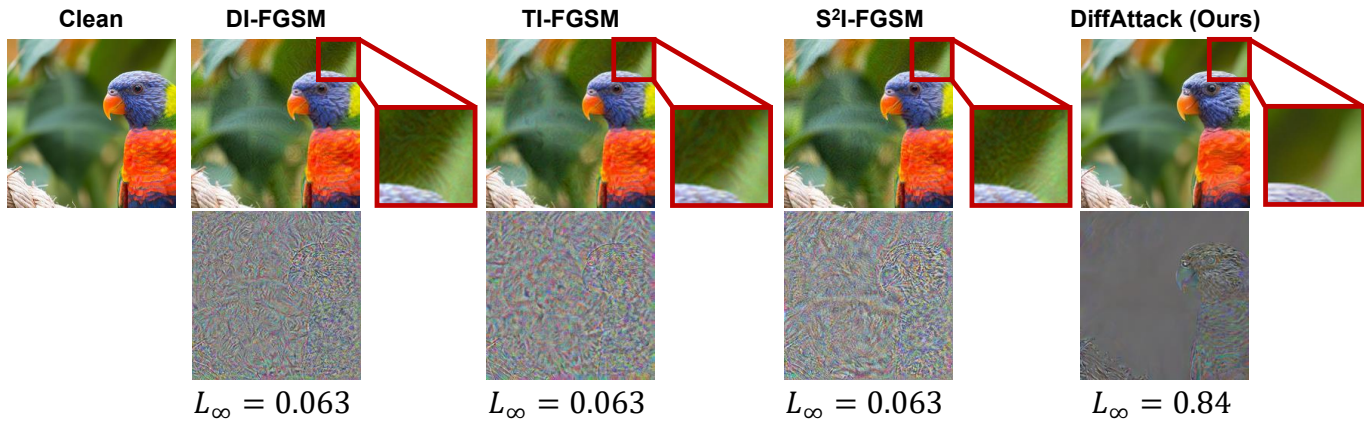 Clean
DI-FGSM
TI-FGSM
S²I-FGSM
DiffAttack (Ours)
L∞ = 0.063
L∞ = 0.063
L∞ = 0.063
L∞ = 0.84